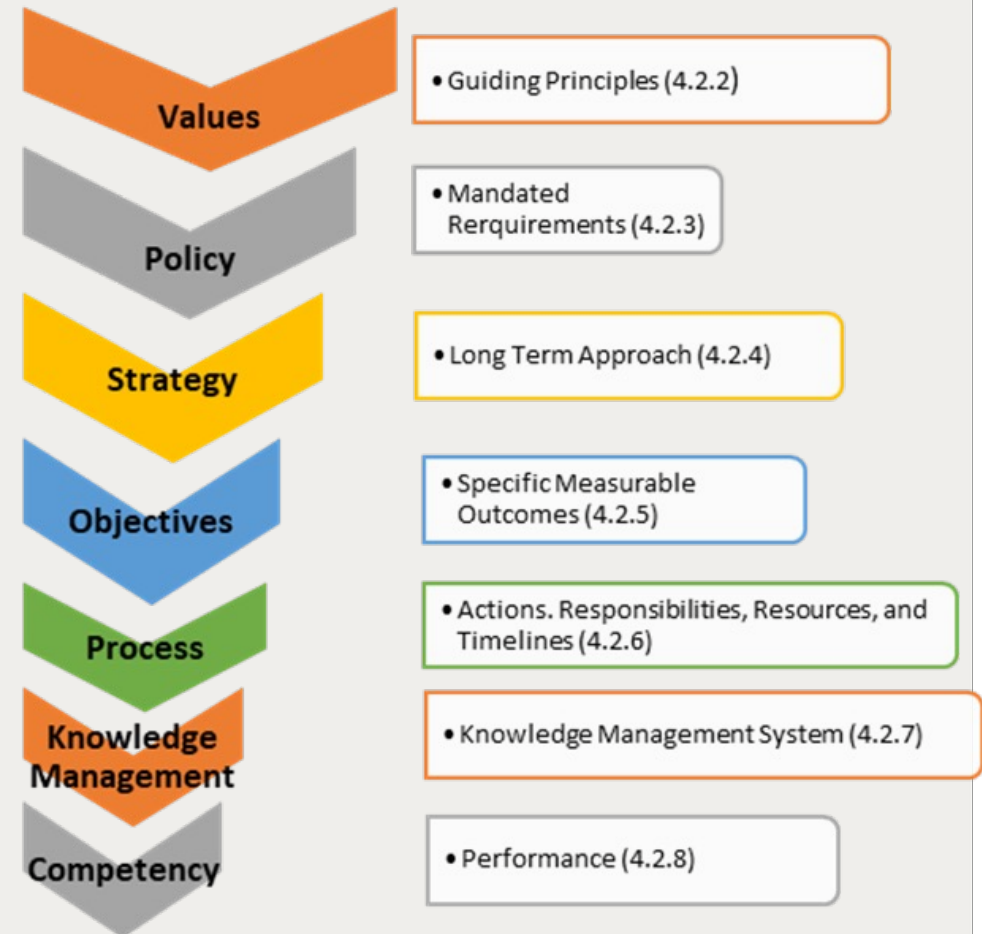 Values
• Guiding Principles (4.2.2)
Policy
• Mandated
Rerquirements (4.2.3)
Strategy
• Long Term Approach (4.2.4)
Objectives
• Specific Measurable
Outcomes (4.2.5)
Process
• Actions. Responsibilities, Resources, and
Timelines (4.2.6)
Knowledge
Management
• Knowledge Management System (4.2.7)
Competency
• Performance (4.2.8)